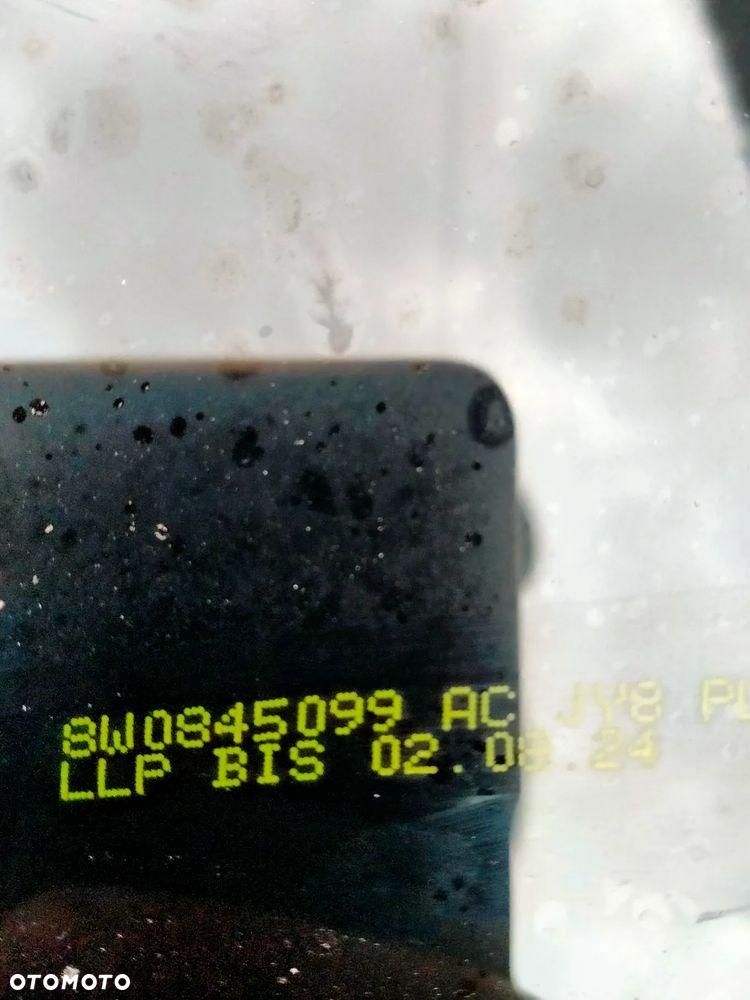 8W0845099 AC JY8
LLP BIS 02.08.24
OTOMOTO